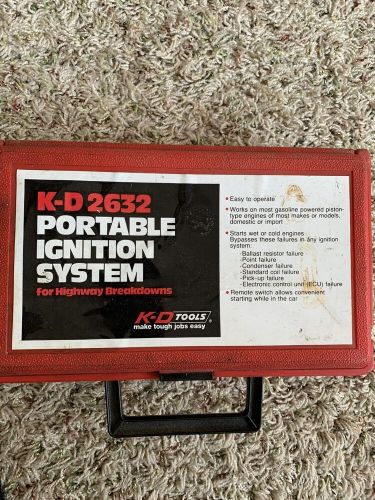 K-D 2632
PORTABLE
IGNITION
SYSTEM
for Highway Breakdowns
K-D TOOLS
make tough jobs easy
• Easy to operate
• Works on most gasoline powered piston-
type engines of most makes or models,
domestic or import
• Starts wet or cold engines
Bypasses these failures in any ignition
system:
-Ballast resistor failure
-Point failure
-Condenser failure
-Standard coil failure
-Pick-up failure
-Electronic control unit (ECU) failure
• Remote switch allows convenient
starting while in the car